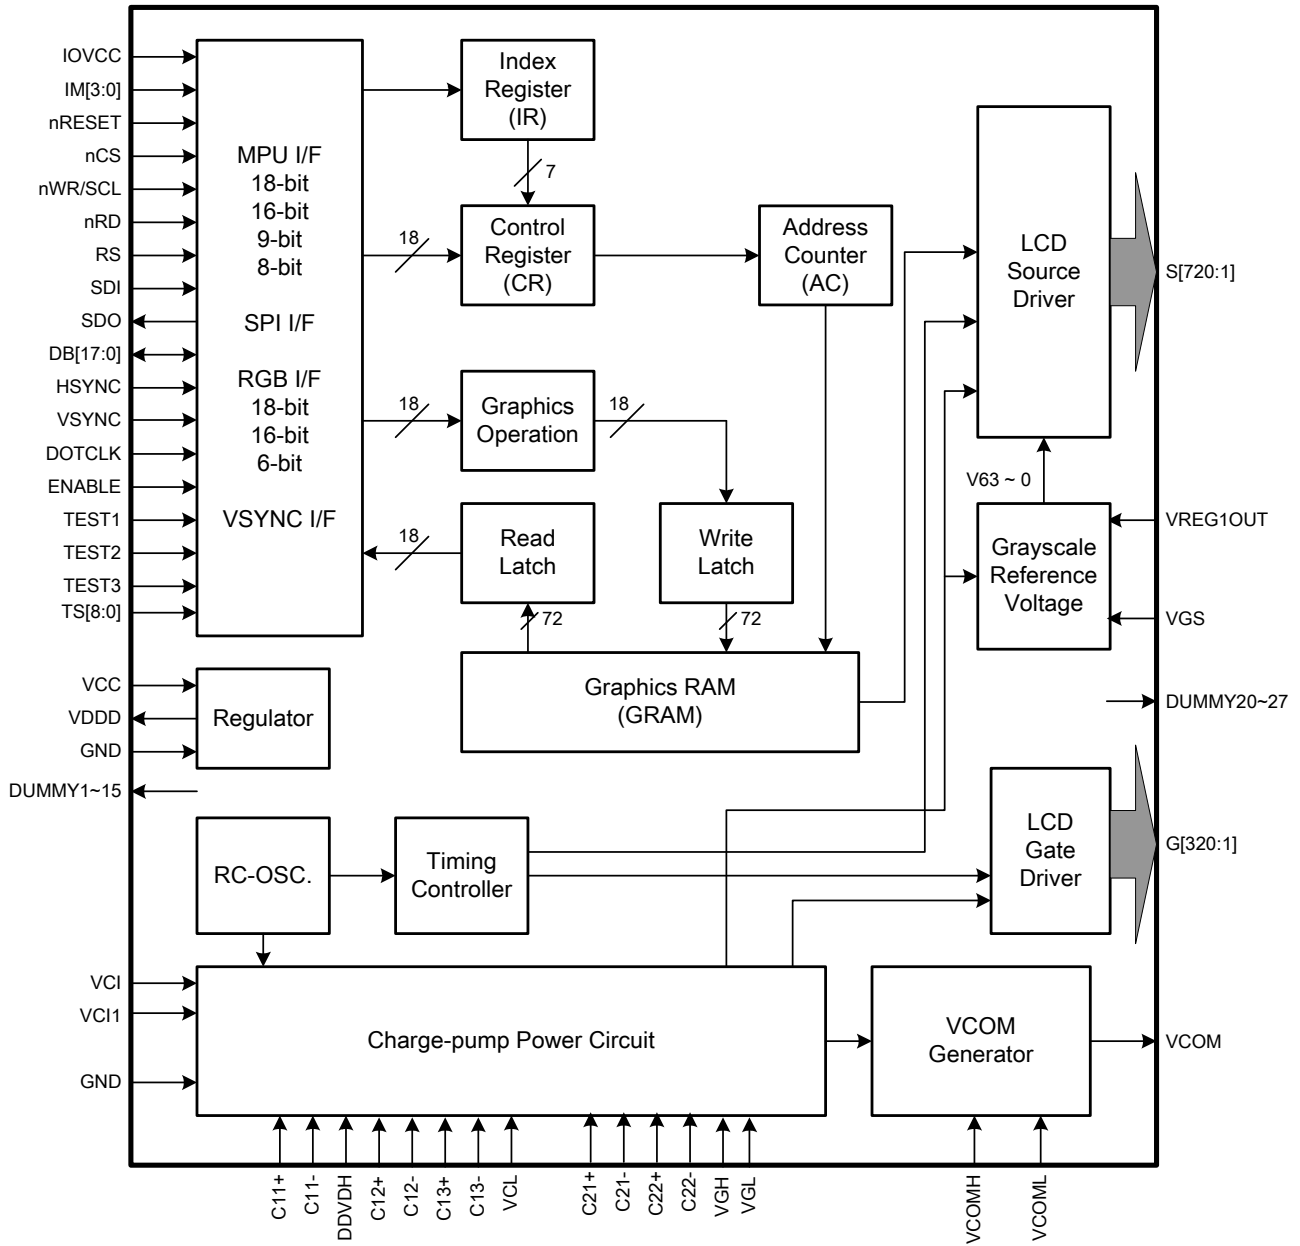 IOVCC
IM[3:0]
nRESET
nCS
nWR/SCL
nRD
RS
SDI
SDO
DB[17:0]
HSYNC
VSYNC
DOTCLK
ENABLE
TEST1
TEST2
TEST3
TS[8:0]
MPU I/F
18-bit
16-bit
9-bit
8-bit
SPI I/F
RGB I/F
18-bit
16-bit
6-bit
VSYNC I/F
Index
Register
(IR)
7
18
Control
Register
(CR)
Address
Counter
(AC)
18
Graphics
Operation
18
18
Read
Latch
Write
Latch
72
72
Graphics RAM
(GRAM)
LCD
Source
Driver
S[720:1]
V63 ~ 0
Grayscale
Reference
Voltage
VREG1OUT
VGS
DUMMY20~27
VCC
VDDD
GND
Regulator
DUMMY1~15
RC-OSC.
Timing
Controller
LCD
Gate
Driver
G[320:1]
VCI
VCI1
GND
Charge-pump Power Circuit
VCOM
Generator
VCOM
C11+
C11-
DDVDH
C12+
C12-
C13+
C13-
VCL
C21+
C21-
C22+
C22-
VGH
VGL
VCOMH
VCOML